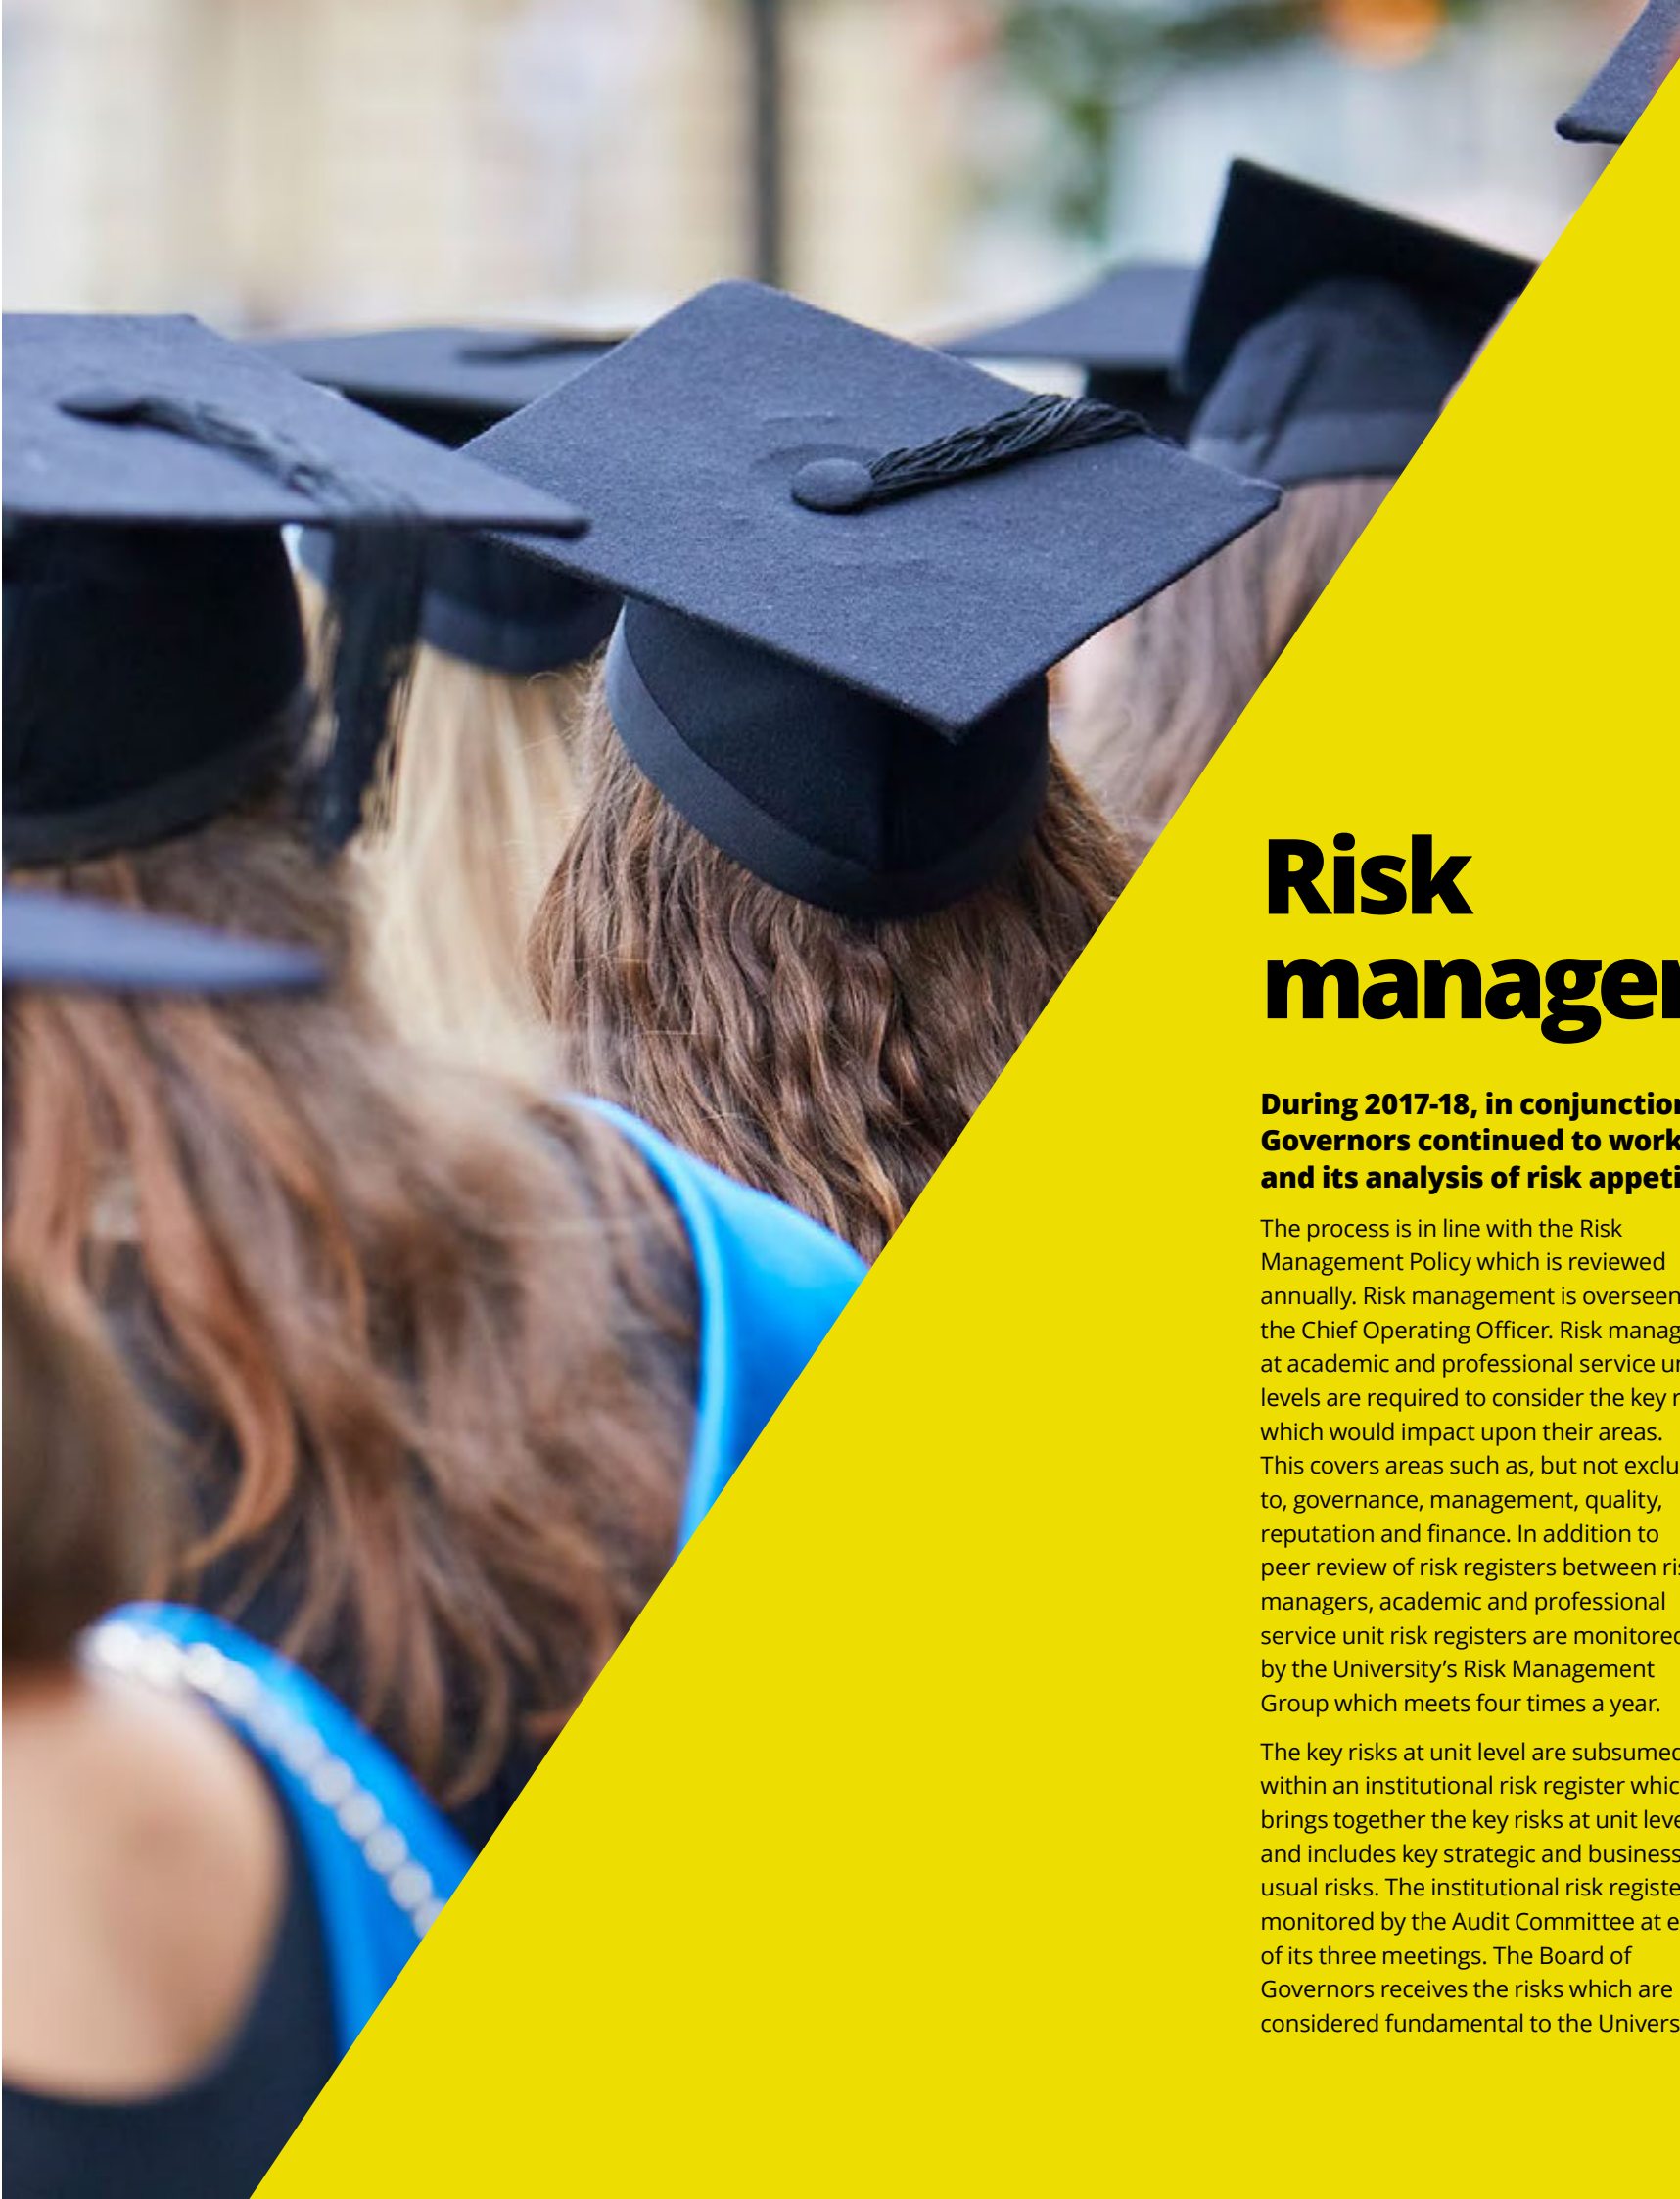 Risk
manager
During 2017-18, in conjunction
Governors continued to work
and its analysis of risk appeti
The process is in line with the Risk
Management Policy which is reviewed
annually. Risk management is overseen
the Chief Operating Officer. Risk manag
at academic and professional service un
levels are required to consider the key r
which would impact upon their areas.
This covers areas such as, but not exclu
to, governance, management, quality,
reputation and finance. In addition to
peer review of risk registers between ris
managers, academic and professional
service unit risk registers are monitored
by the University’s Risk Management
Group which meets four times a year.
The key risks at unit level are subsumed
within an institutional risk register whic
brings together the key risks at unit leve
and includes key strategic and business
usual risks. The institutional risk registe
monitored by the Audit Committee at e
of its three meetings. The Board of
Governors receives the risks which are
considered fundamental to the Univers